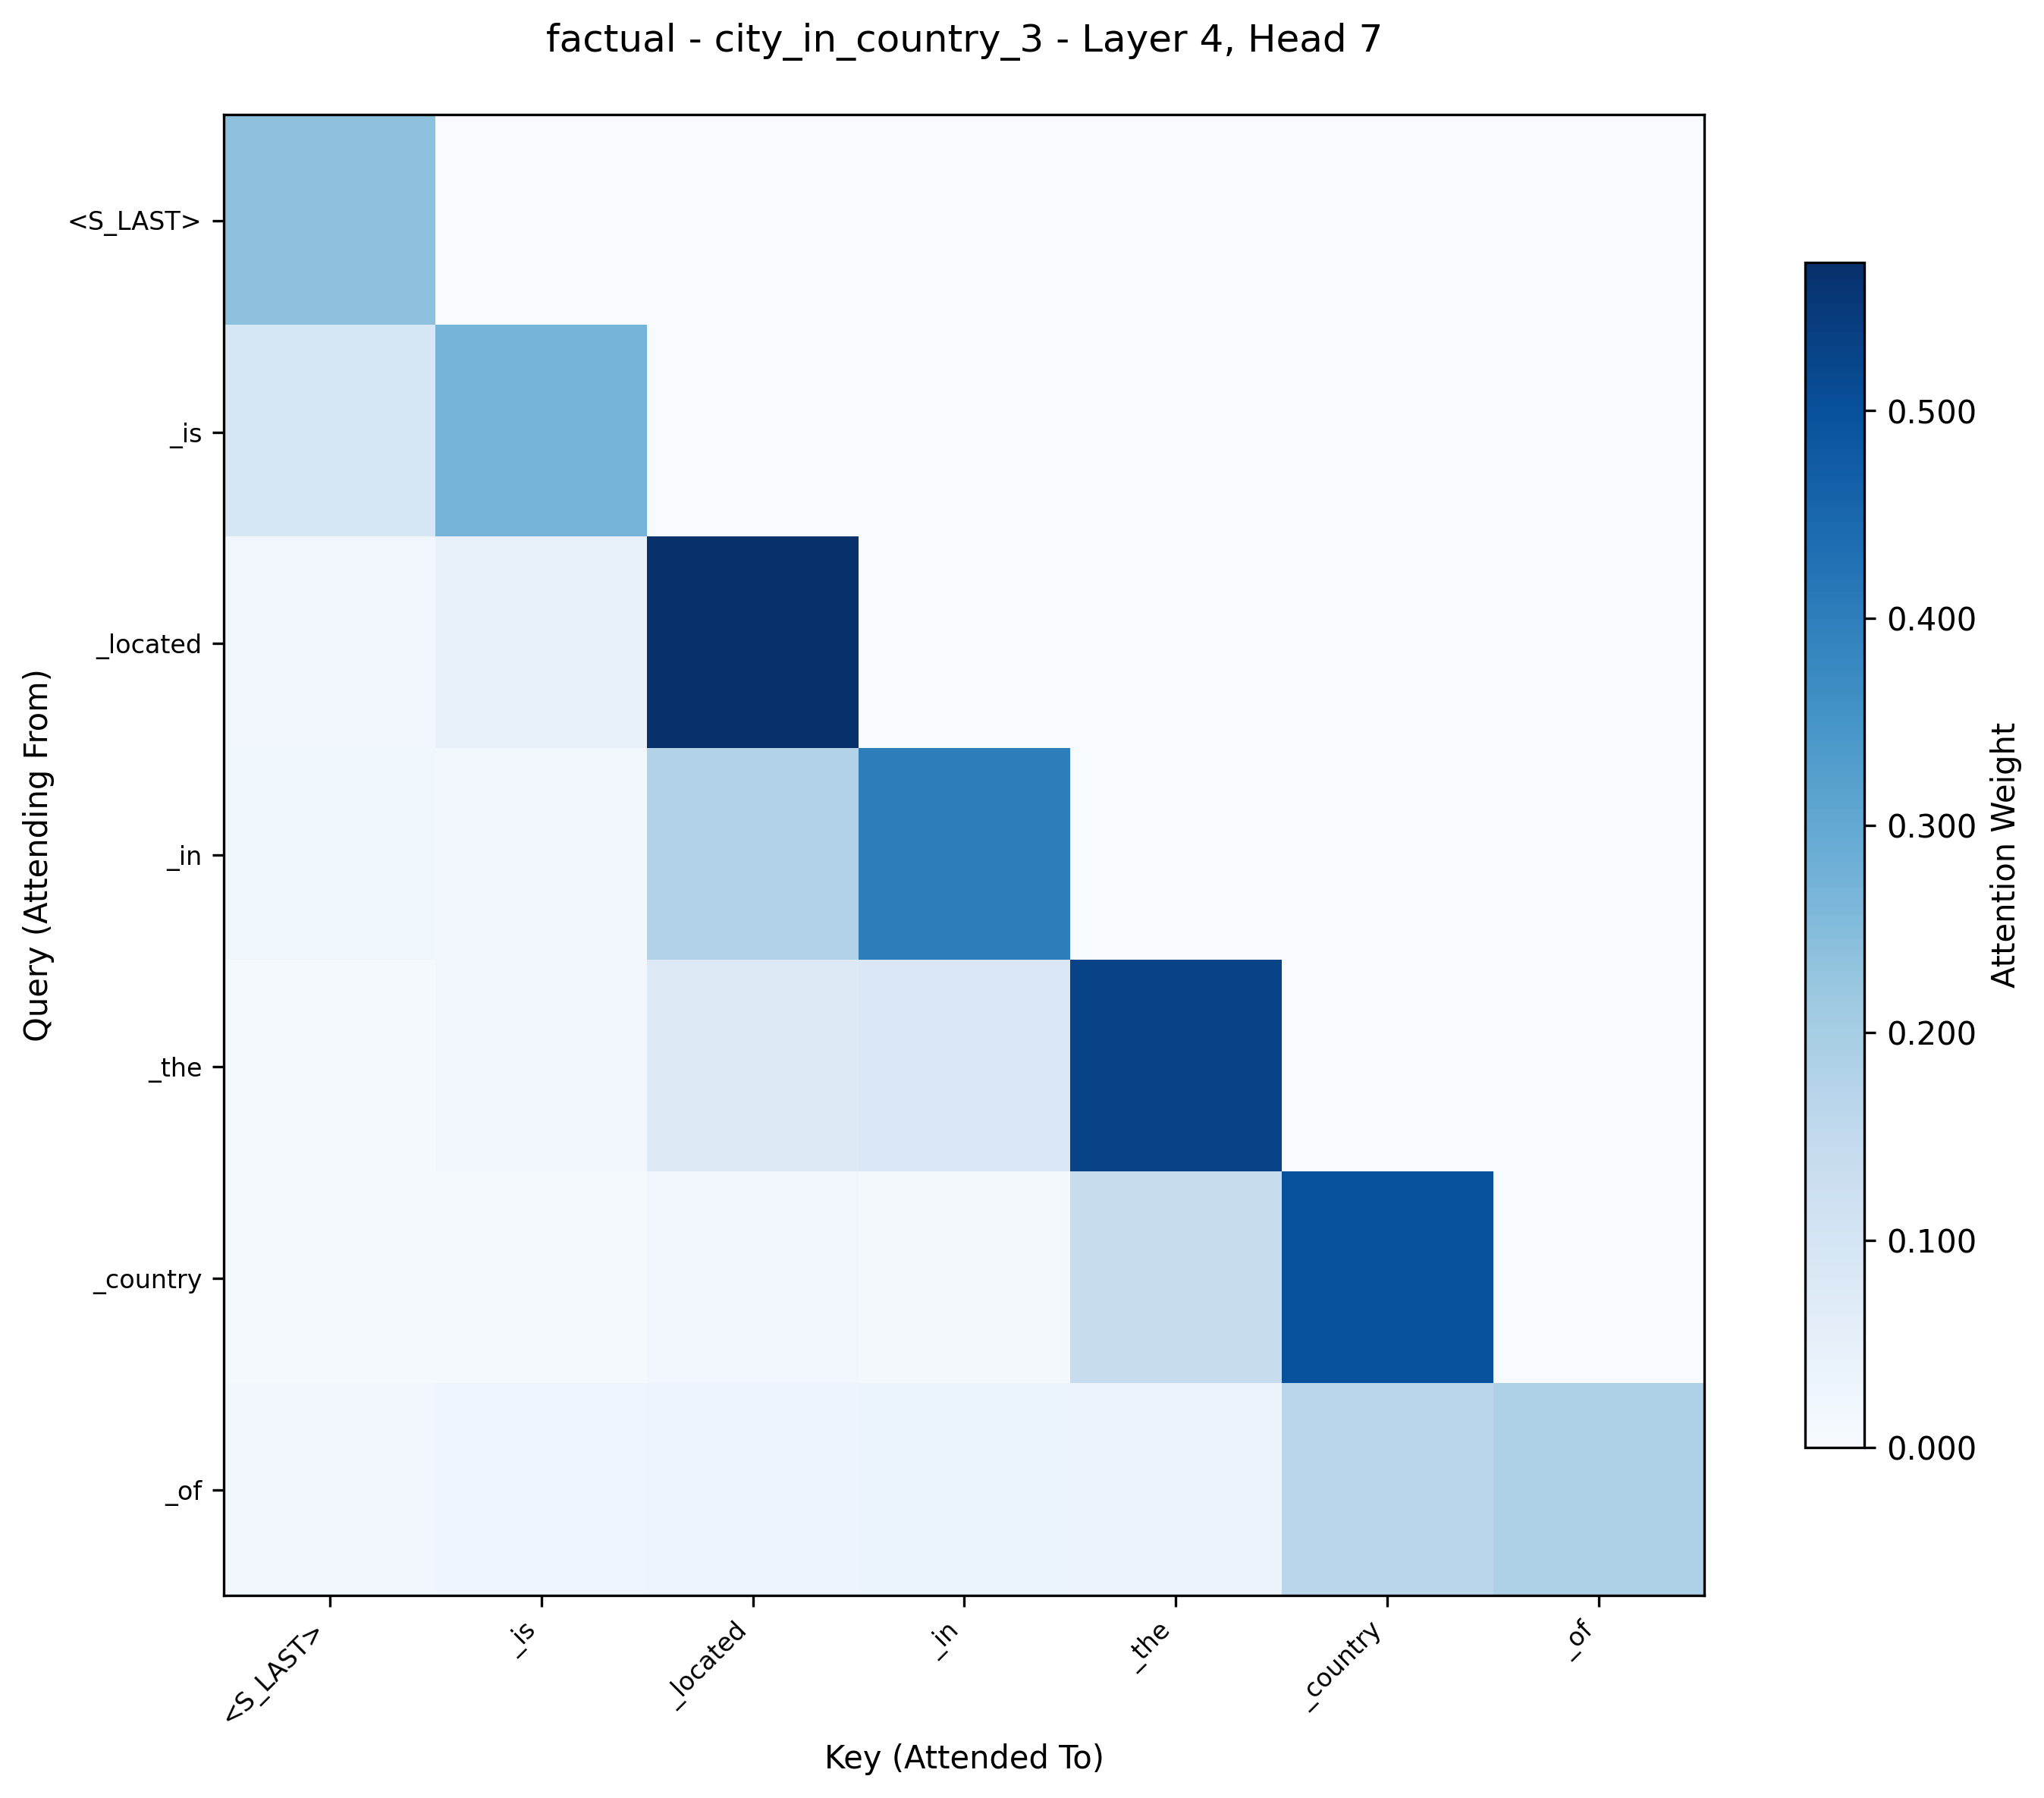 factual - city_in_country_3 - Layer 4, Head 7
Query (Attending From)
<S_LAST>
_is
_located
_in
_the
_country
_of
<S_LAST>
_is
_located
_in
_the
_country
_of
Key (Attended To)
0.500
0.400
0.300
0.200
0.100
0.000
Attention Weight